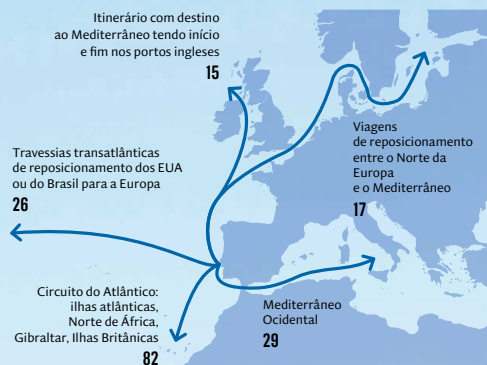 Itinerário com destino
ao Mediterrâneo tendo início
e fim nos portos ingleses
15
Travessias transatlânticas
de reposicionamento dos EUA
ou do Brasil para a Europa
26
Viagens
de reposicionamento
entre o Norte da
Europa
e o Mediterrâneo
17
Circuito do Atlântico:
ilhas atlânticas,
Norte de África,
Gibraltar, Ilhas Britânicas
82
Mediterrâneo
Ocidental
29